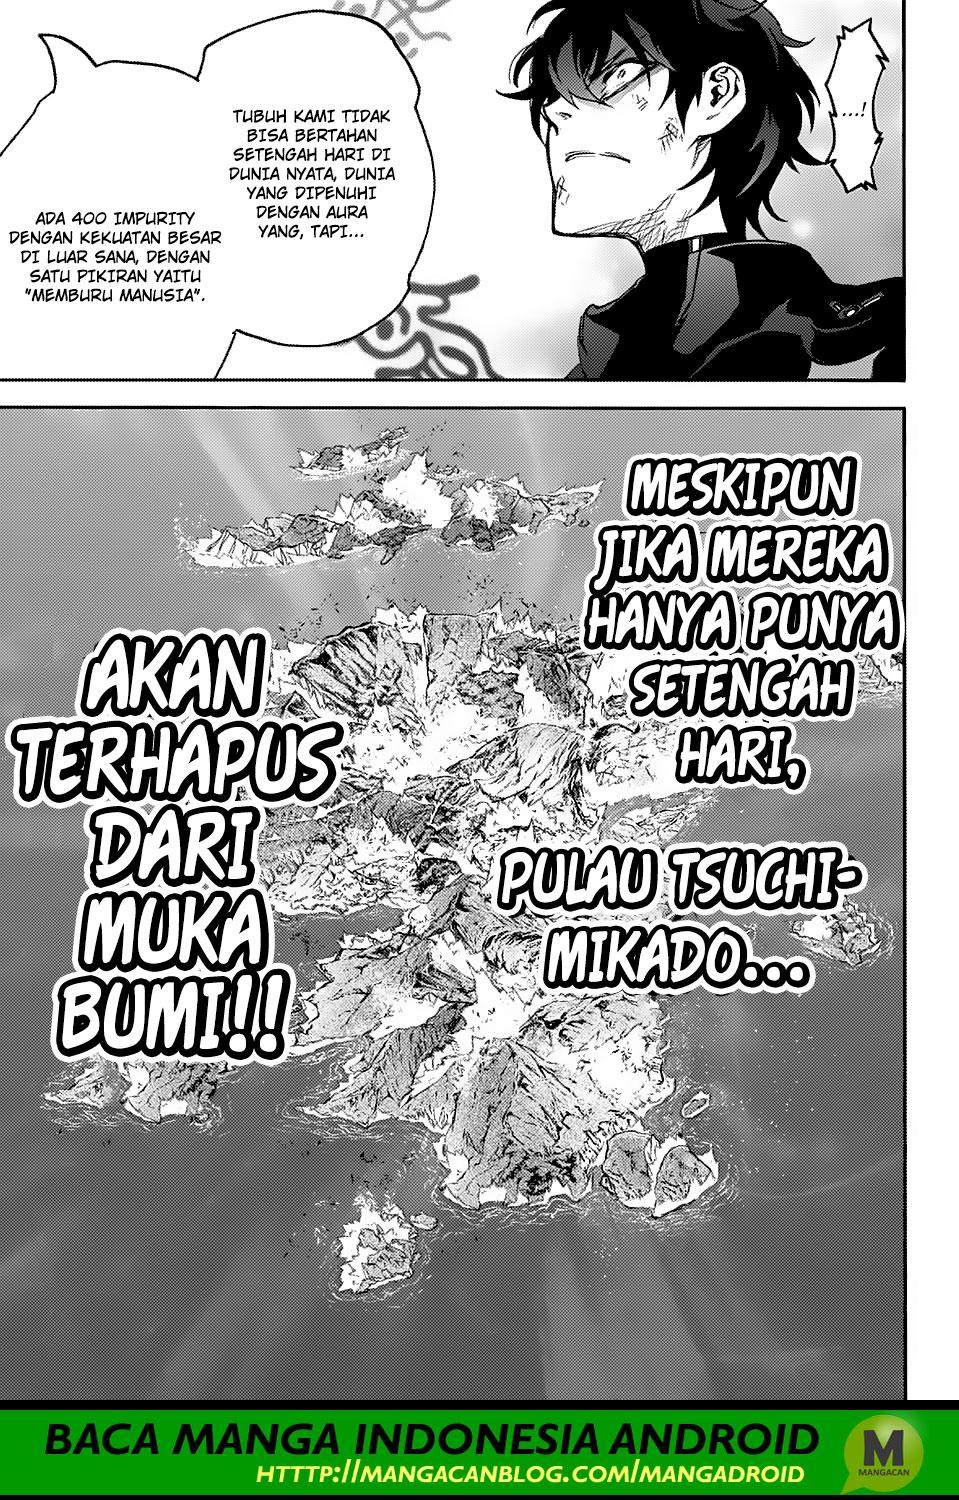 ...!
TUBUH KAMI TIDAK
BISA BERTAHAN
SETENGAH HARI DI
DUNIA NYATA, DUNIA
YANG DIPENUHI
DENGAN AURA
YANG, TAPI...
ADA 400 IMPURITY
DENGAN KEKUATAN BESAR
DI LUAR SANA, DENGAN
SATU PIKIRAN YAITU
"MEMBURU MANUSIA".
MESKIPUN
JIKA MEREKA
HANYA PUNYA
SETENGAH
HARI,
PULAU TSUCHI-
MIKADO...
AKAN
TERHAPUS
DARI
MUKA
BUMI!!
BACA MANGA INDONESIA ANDROID
HTTTP://MANGACANBLOG.COM/MANGADROID
M
MANGACAN